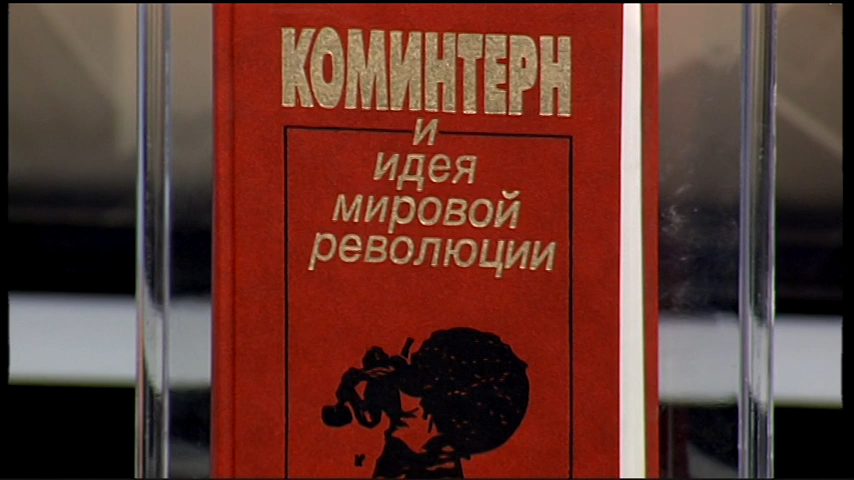 КОМИНТЕРН
и
идея
мировой
революции